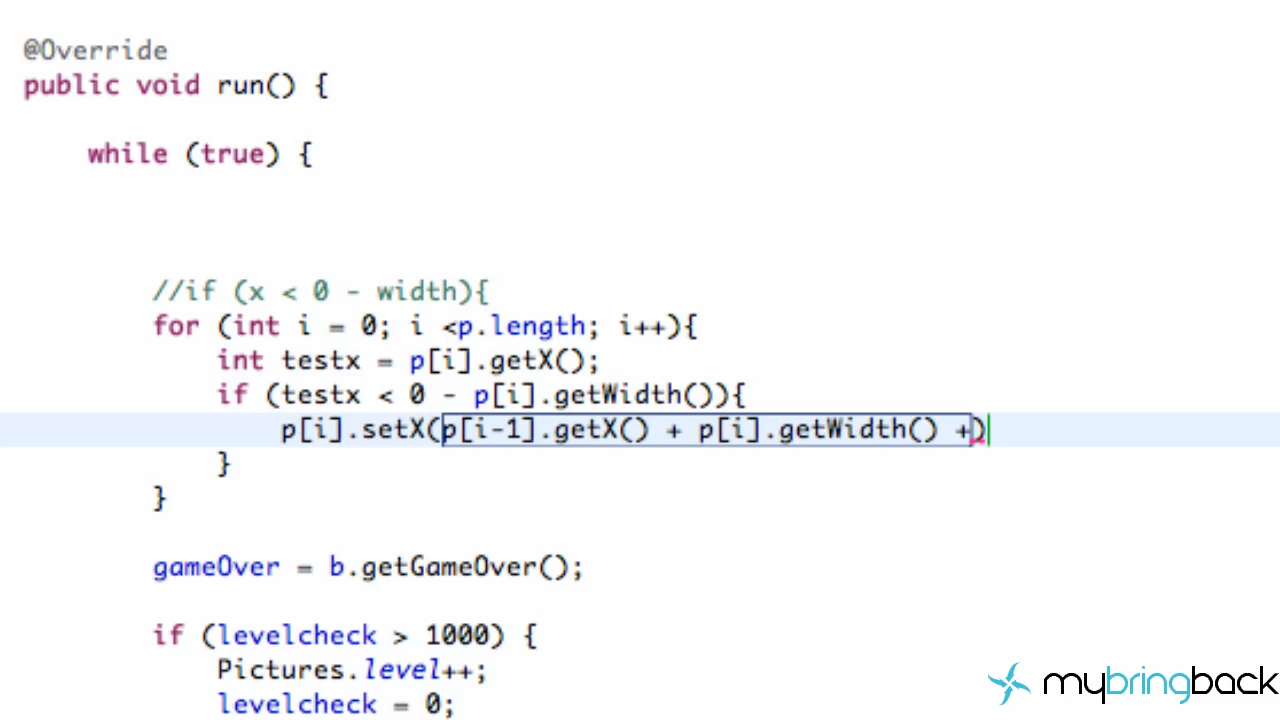 @Override
public void run() {
while (true) {
//if (x < 0 - width){
for (int i = 0; i <p.length; i++){
int testx = p[i].getX();
if (testx < 0 - p[i].getWidth()){
p[i].setX(p[i-1].getX() + p[i].getWidth() +)
}
}
gameOver = b.getGameOver();
if (levelcheck > 1000) {
Pictures.level++;
levelcheck = 0;
mybringback